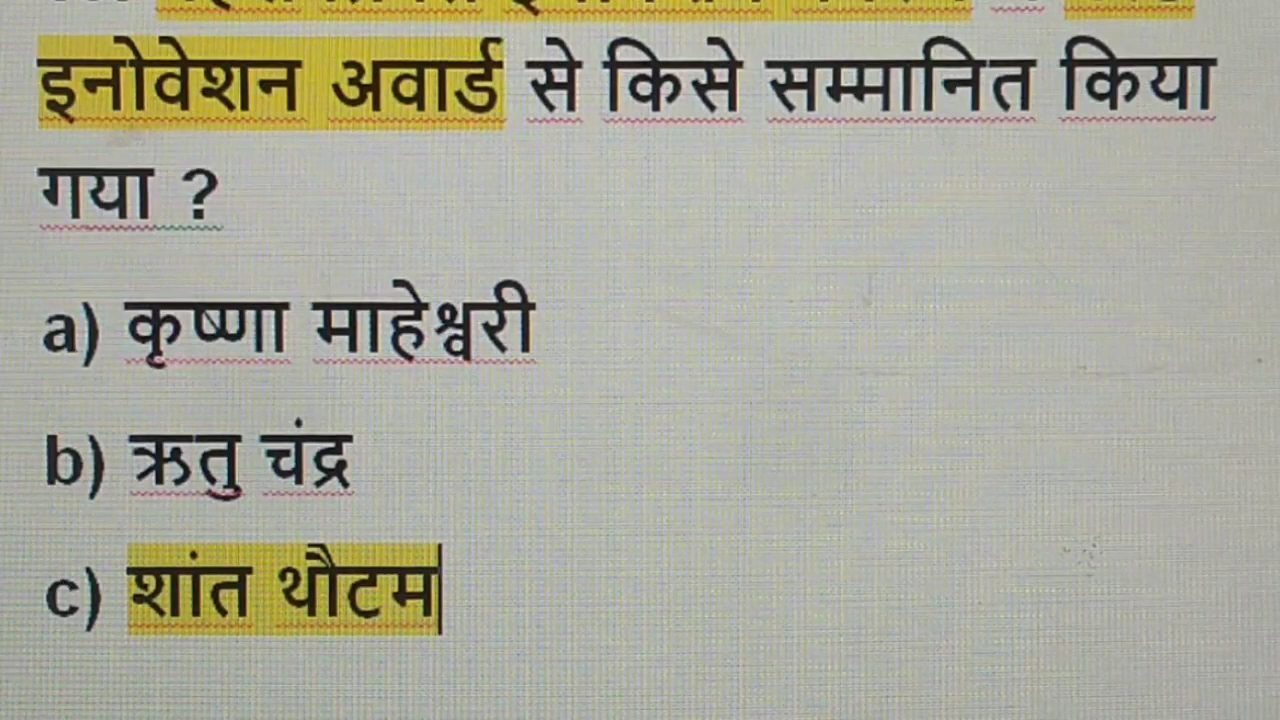 इनोवेशन अवार्ड से किसे सम्मानित किया
गया ?
a) कृष्णा माहेश्वरी
b) ऋतु चंद्र
c) शांत थौटम